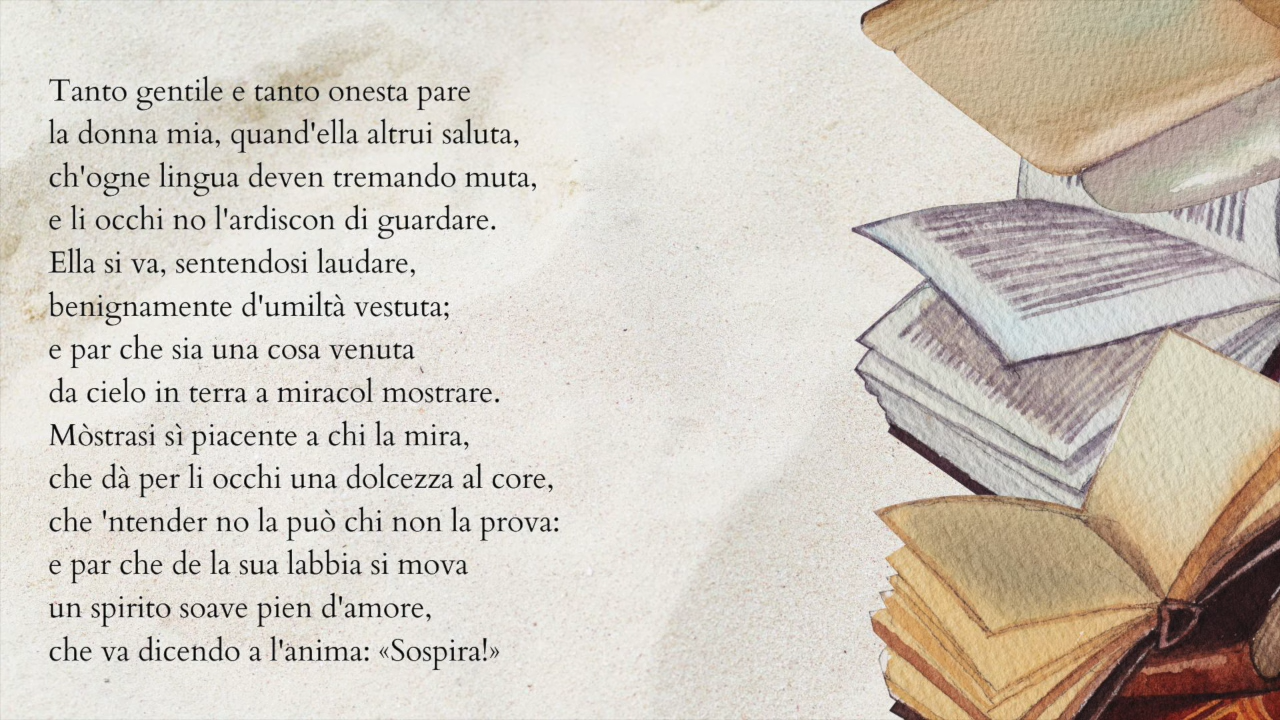 Tanto gentile e tanto onesta pare
la donna mia, quand'ella altrui saluta,
ch'ogne lingua deven tremando muta,
e li occhi no l'ardiscon di guardare.
Ella si va, sentendosi laudare,
benignamente d'umiltà vestuta;
e par che sia una cosa venuta
da cielo in terra a miracol mostrare.
Mòstrasi sì piacente a chi la mira,
che dà per li occhi una dolcezza al core,
che 'ntender no la può chi non la prova:
e par che de la sua labbia si mova
un spirito soave pien d'amore,
che va dicendo a l'anima: «Sospira!»